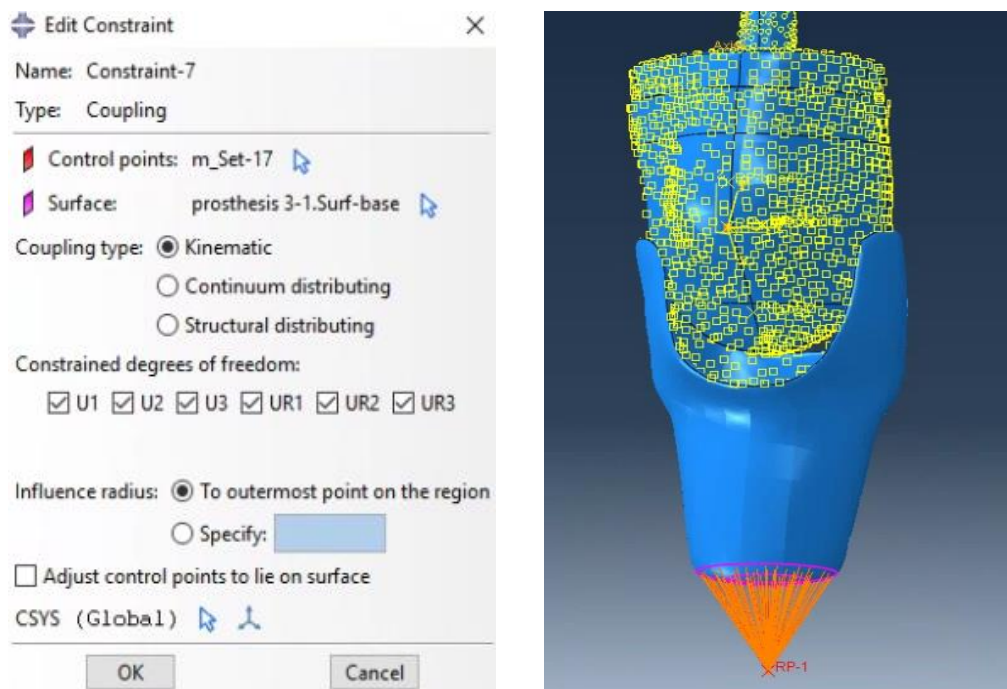 Edit Constraint
Name: Constraint-7
Type: Coupling
Control points: m_Set-17
Surface: prosthesis 3-1.Surf-base
Coupling type: Kinematic
Continuum distributing
Structural distributing
Constrained degrees of freedom:
U1 U2 U3 UR1 UR2 UR3
Influence radius: To outermost point on the region
Specify:
Adjust control points to lie on surface
CSYS (Global)
OK Cancel
RP-1